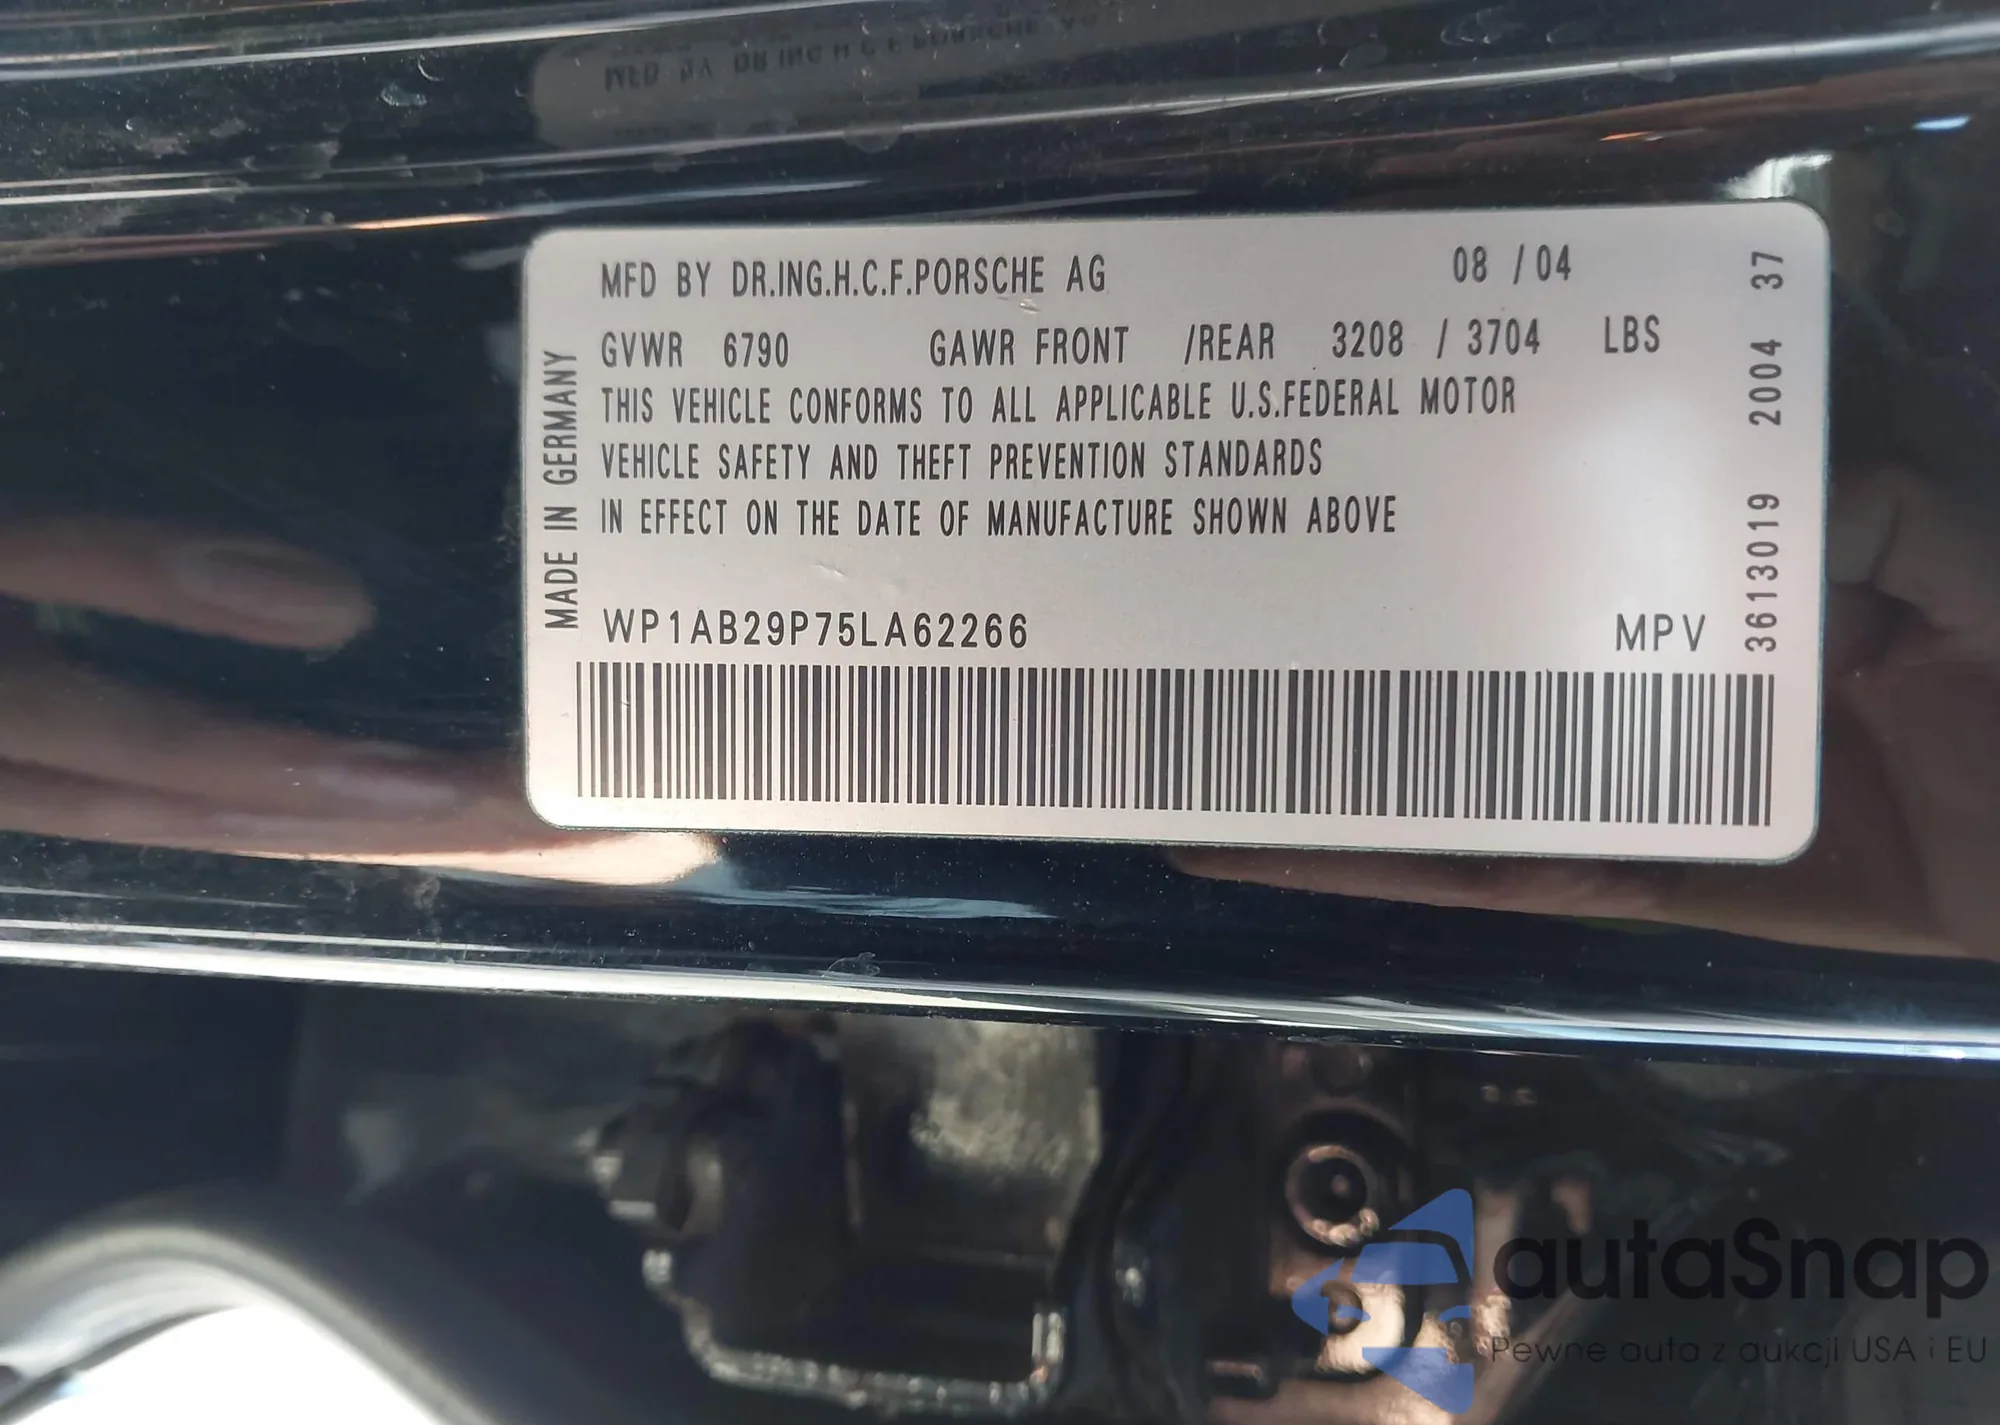 MFD BY DR.ING.H.C.F.PORSCHE AG 08 / 04
GVWR 6790 GAWR FRONT /REAR 3208 / 3704 LBS
THIS VEHICLE CONFORMS TO ALL APPLICABLE U.S.FEDERAL MOTOR
VEHICLE SAFETY AND THEFT PREVENTION STANDARDS
IN EFFECT ON THE DATE OF MANUFACTURE SHOWN ABOVE
WP1AB29P75LA62266 MPV
MADE IN GERMANY
3613019 2004 37
autaSnap
Pewne auta z aukcji USA i EU